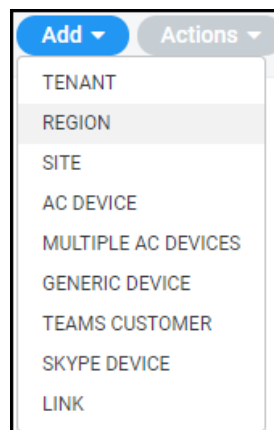 Add Actions
TENANT
REGION
SITE
AC DEVICE
MULTIPLE AC DEVICES
GENERIC DEVICE
TEAMS CUSTOMER
SKYPE DEVICE
LINK